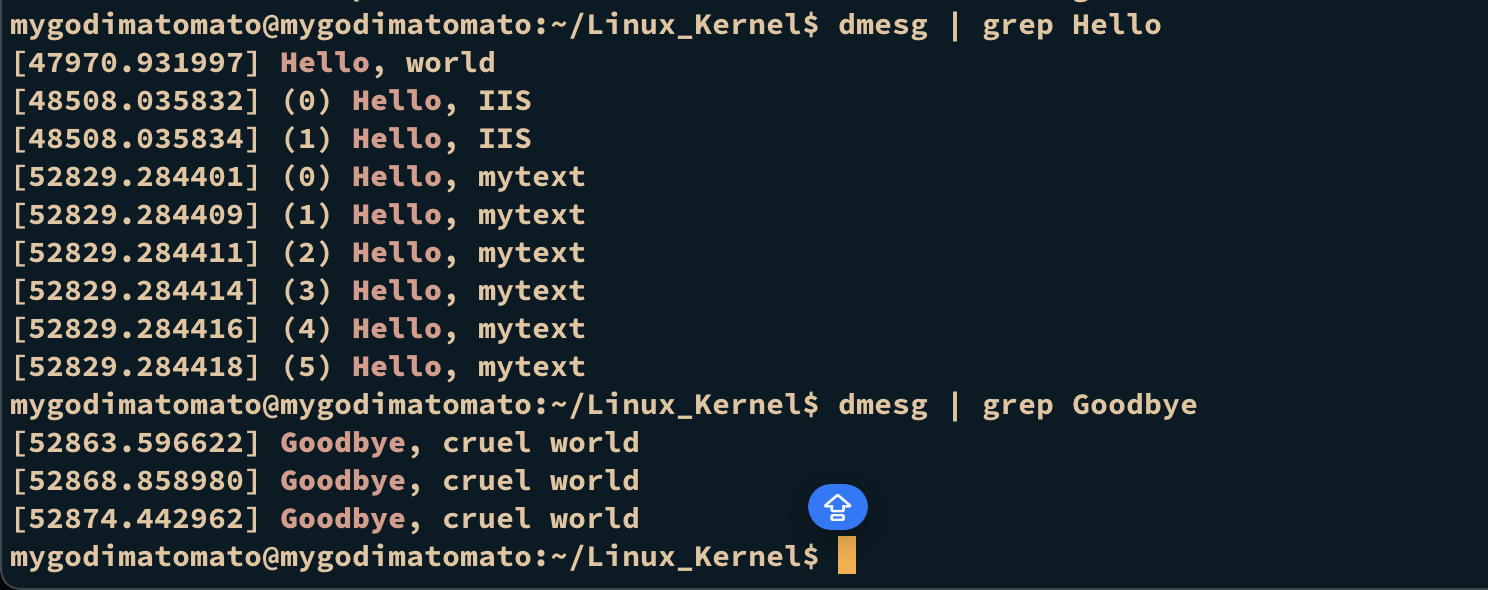 mygodimatomato@mygodimatomato:~/Linux_Kernel$ dmesg | grep Hello
[47970.931997] Hello, world
[48508.035832] (0) Hello, IIS
[48508.035834] (1) Hello, IIS
[52829.284401] (0) Hello, mytext
[52829.284409] (1) Hello, mytext
[52829.284411] (2) Hello, mytext
[52829.284414] (3) Hello, mytext
[52829.284416] (4) Hello, mytext
[52829.284418] (5) Hello, mytext
mygodimatomato@mygodimatomato:~/Linux_Kernel$ dmesg | grep Goodbye
[52863.596622] Goodbye, cruel world
[52868.858980] Goodbye, cruel world
[52874.442962] Goodbye, cruel world
mygodimatomato@mygodimatomato:~/Linux_Kernel$